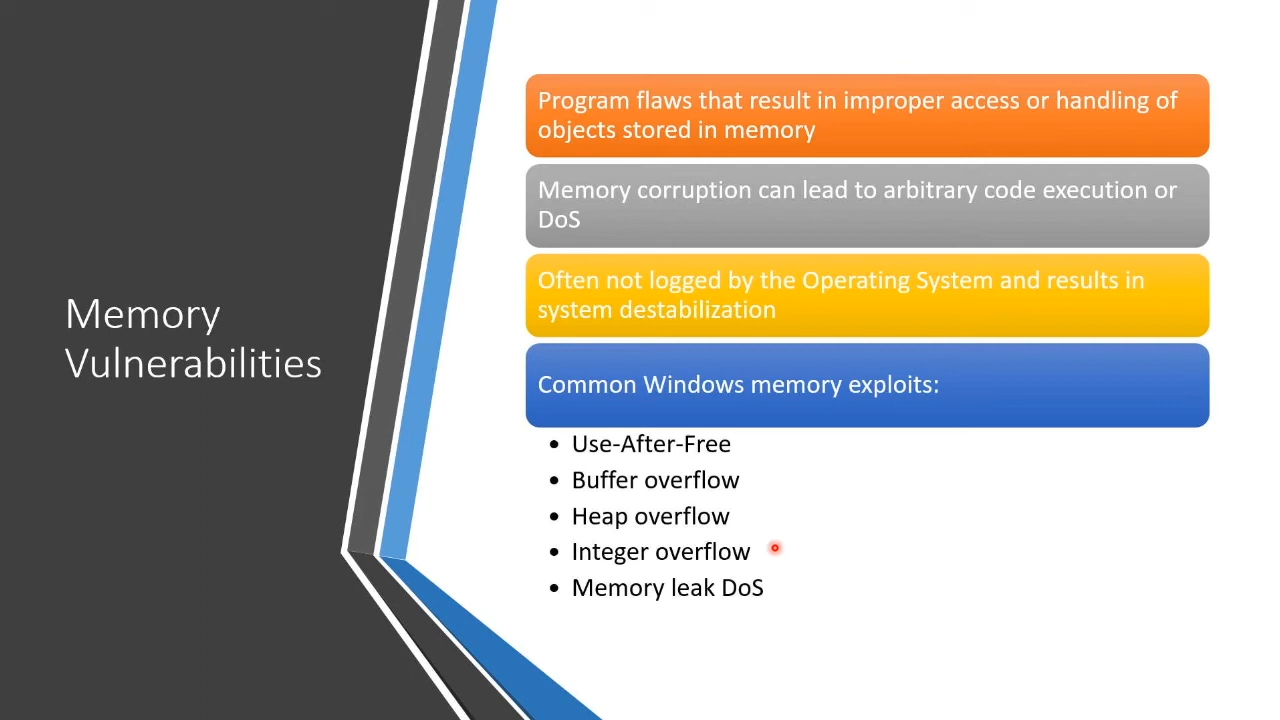 Memory
Vulnerabilities
Program flaws that result in improper access or handling of
objects stored in memory
Memory corruption can lead to arbitrary code execution or
DoS
Often not logged by the Operating System and results in
system destabilization
Common Windows memory exploits:
• Use-After-Free
• Buffer overflow
• Heap overflow
• Integer overflow
• Memory leak DoS